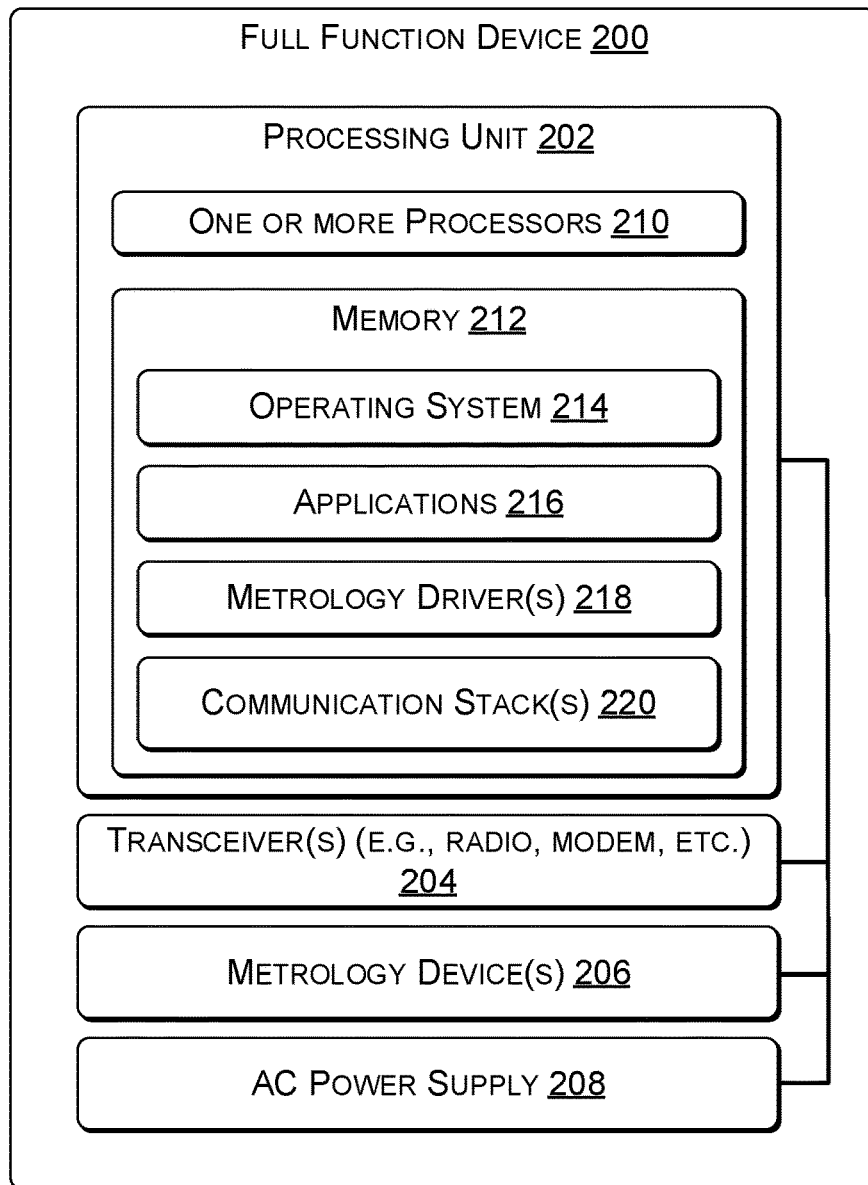 FULL FUNCTION DEVICE 200
PROCESSING UNIT 202
ONE OR MORE PROCESSORS 210
MEMORY 212
OPERATING SYSTEM 214
APPLICATIONS 216
METROLOGY DRIVER(S) 218
COMMUNICATION STACK(S) 220
TRANSCEIVER(S) (E.G., RADIO, MODEM, ETC.)
204
METROLOGY DEVICE(S) 206
AC POWER SUPPLY 208